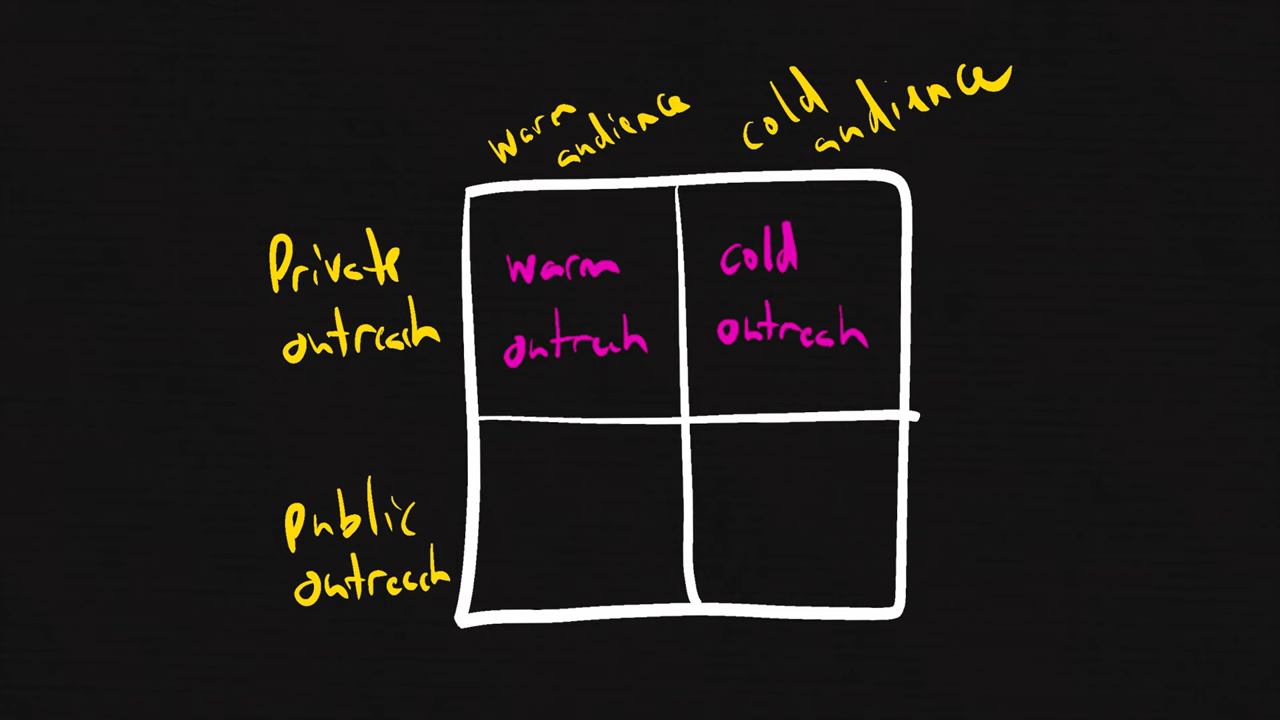 warm
audience
cold
audience
Private
outreach
warm
outreach
cold
outreach
public
outreach